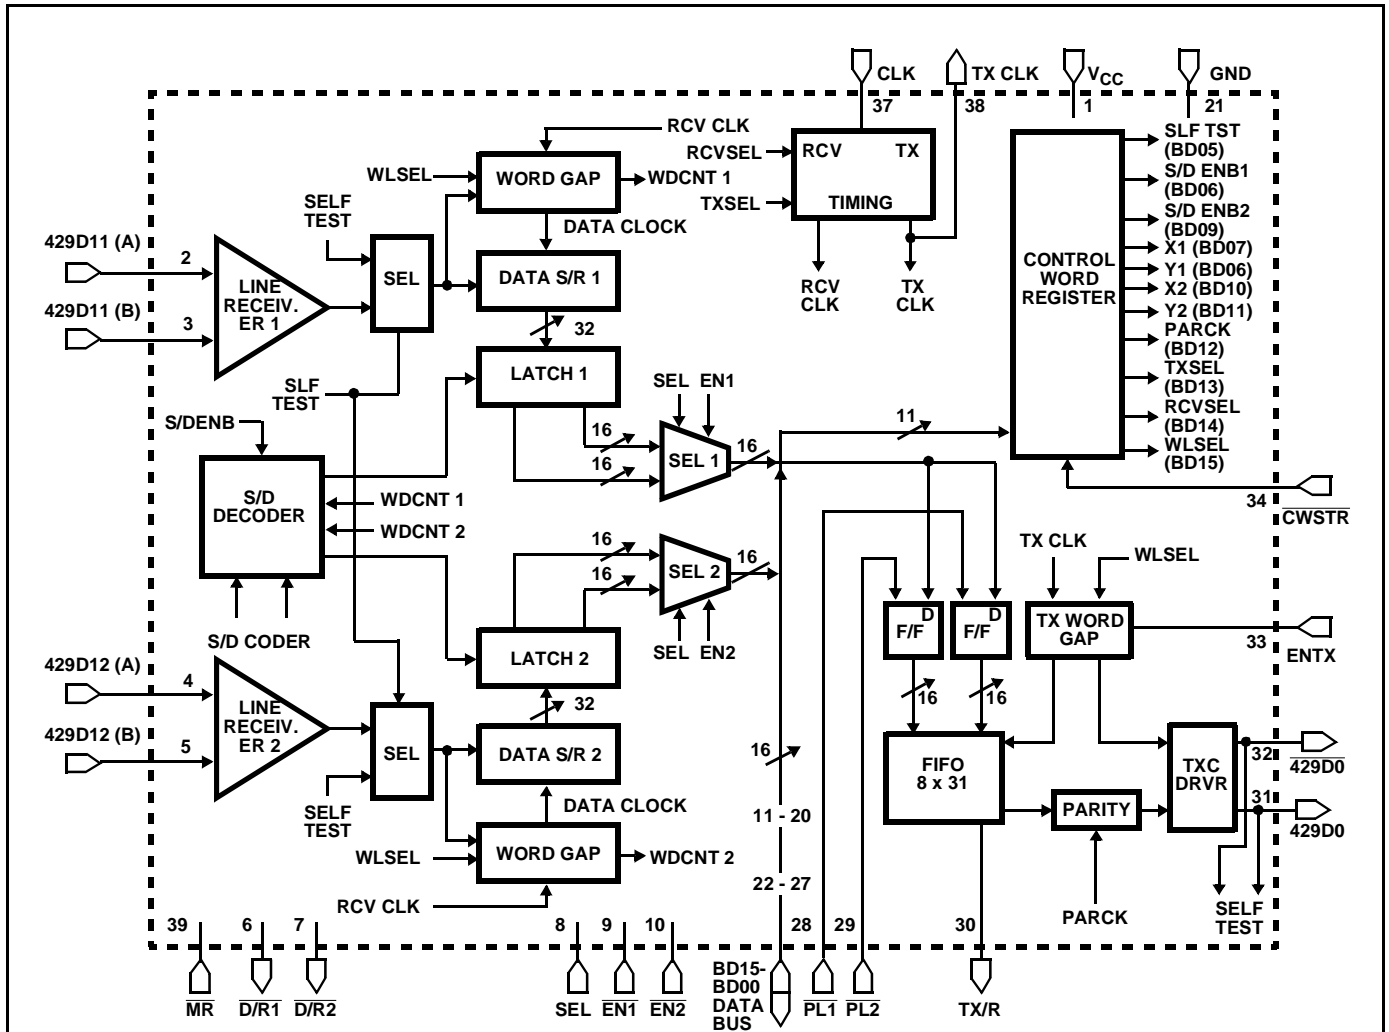 CLK
TX CLK
VCC
GND
37
38
1
21
RCV CLK
RCVSEL
RCV
TX
TXSEL
TIMING
RCV
CLK
TX
CLK
CONTROL
WORD
REGISTER
SLF TST
(BD05)
S/D ENB1
(BD06)
S/D ENB2
(BD09)
X1 (BD07)
Y1 (BD06)
X2 (BD10)
Y2 (BD11)
PARCK
(BD12)
TXSEL
(BD13)
RCVSEL
(BD14)
WLSEL
(BD15)
34
CWSTR
WLSEL
WORD GAP
WDCNT 1
SELF
TEST
DATA CLOCK
429D11 (A)
2
429D11 (B)
3
LINE
RECEIV.
ER 1
SEL
DATA S/R 1
32
LATCH 1
SLF
TEST
S/DENB
S/D
DECODER
WDCNT 1
WDCNT 2
S/D CODER
16
16
SEL
EN1
SEL 1
16
11
16
16
SEL 2
16
SEL
EN2
LATCH 2
32
429D12 (A)
4
429D12 (B)
5
LINE
RECEIV.
ER 2
SEL
SELF
TEST
DATA S/R 2
DATA CLOCK
WLSEL
WORD GAP
WDCNT 2
RCV CLK
TX CLK
WLSEL
D
F/F
D
F/F
TX WORD
GAP
33
ENTX
16
16
16
FIFO
8 x 31
PARITY
TXC
DRVR
32
429D0
31
429D0
11 - 20
22 - 27
PARCK
SELF
TEST
39
6
7
8
9
10
28
29
30
MR
D/R1
D/R2
SEL
EN1
EN2
BD15-
BD00
DATA
BUS
PL1
PL2
TX/R